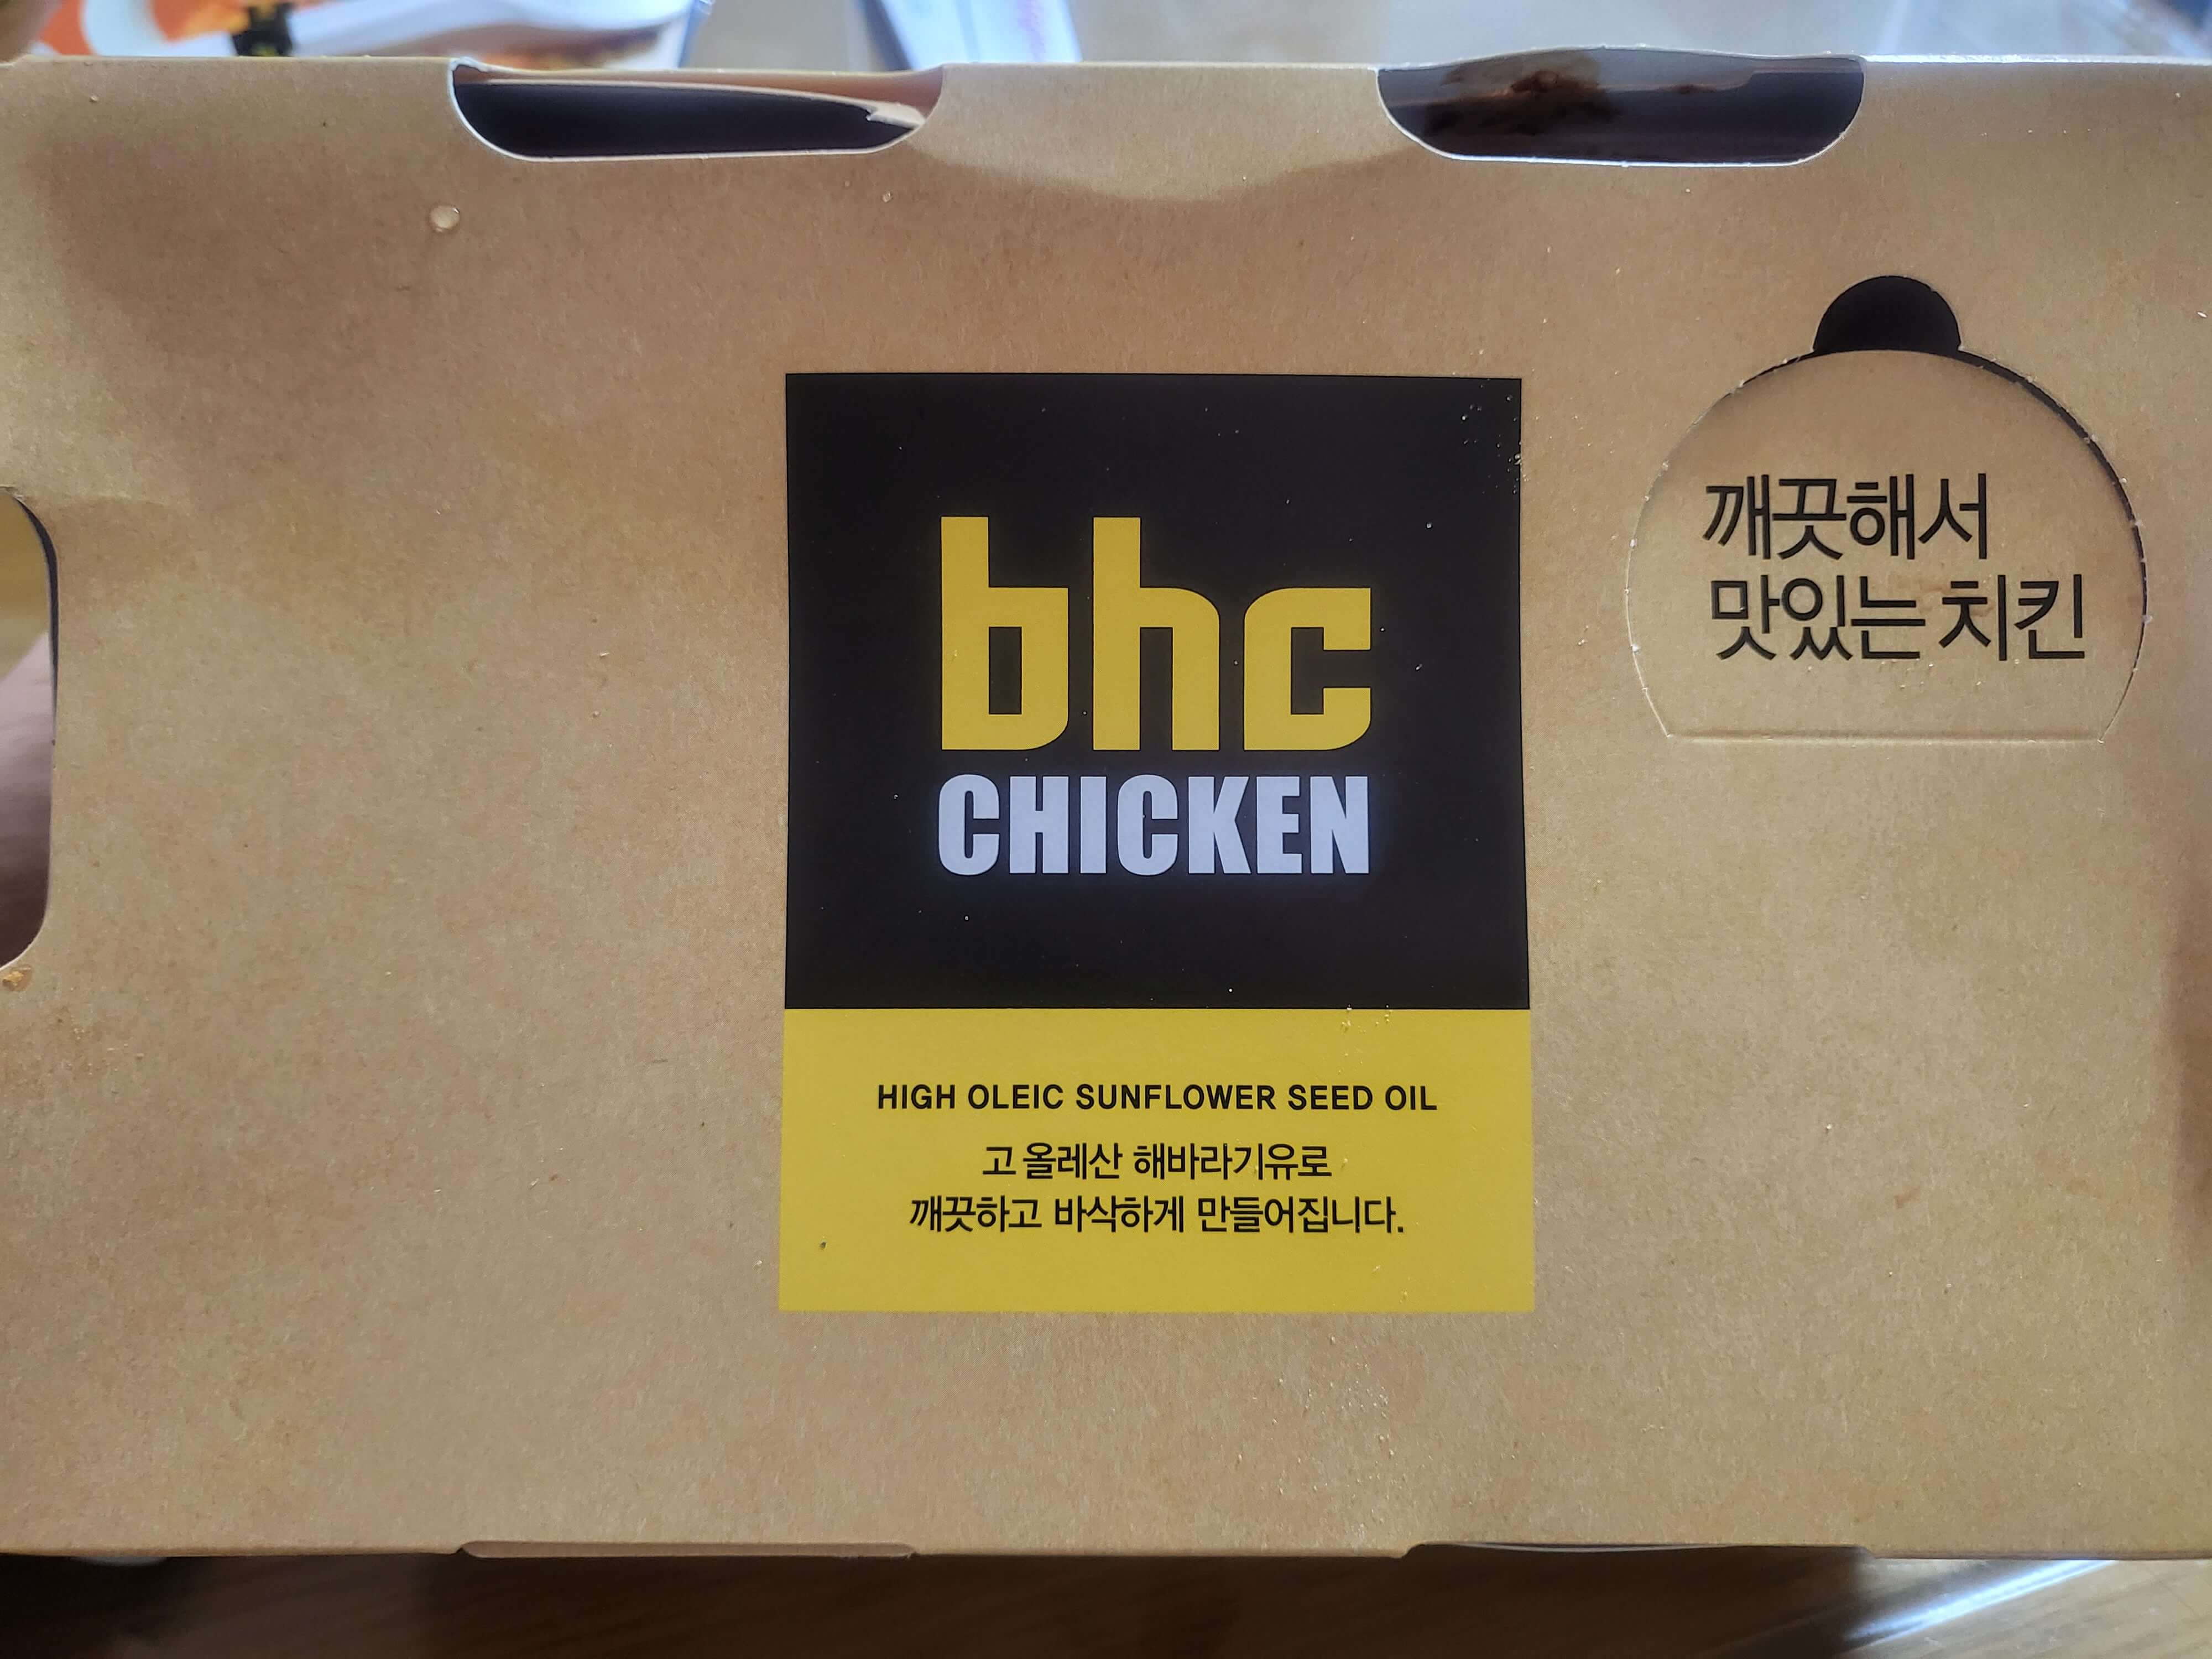 bhc
CHICKEN
깨끗해서
맛있는 치킨
HIGH OLEIC SUNFLOWER SEED OIL
고 올레산 해바라기유로
깨끗하고 바삭하게 만들어집니다.